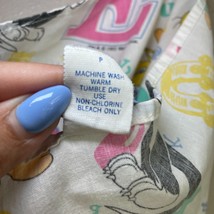 P
MACHINE WASH
WARM
TUMBLE DRY
USE
NON-CHLORINE
BLEACH ONLY